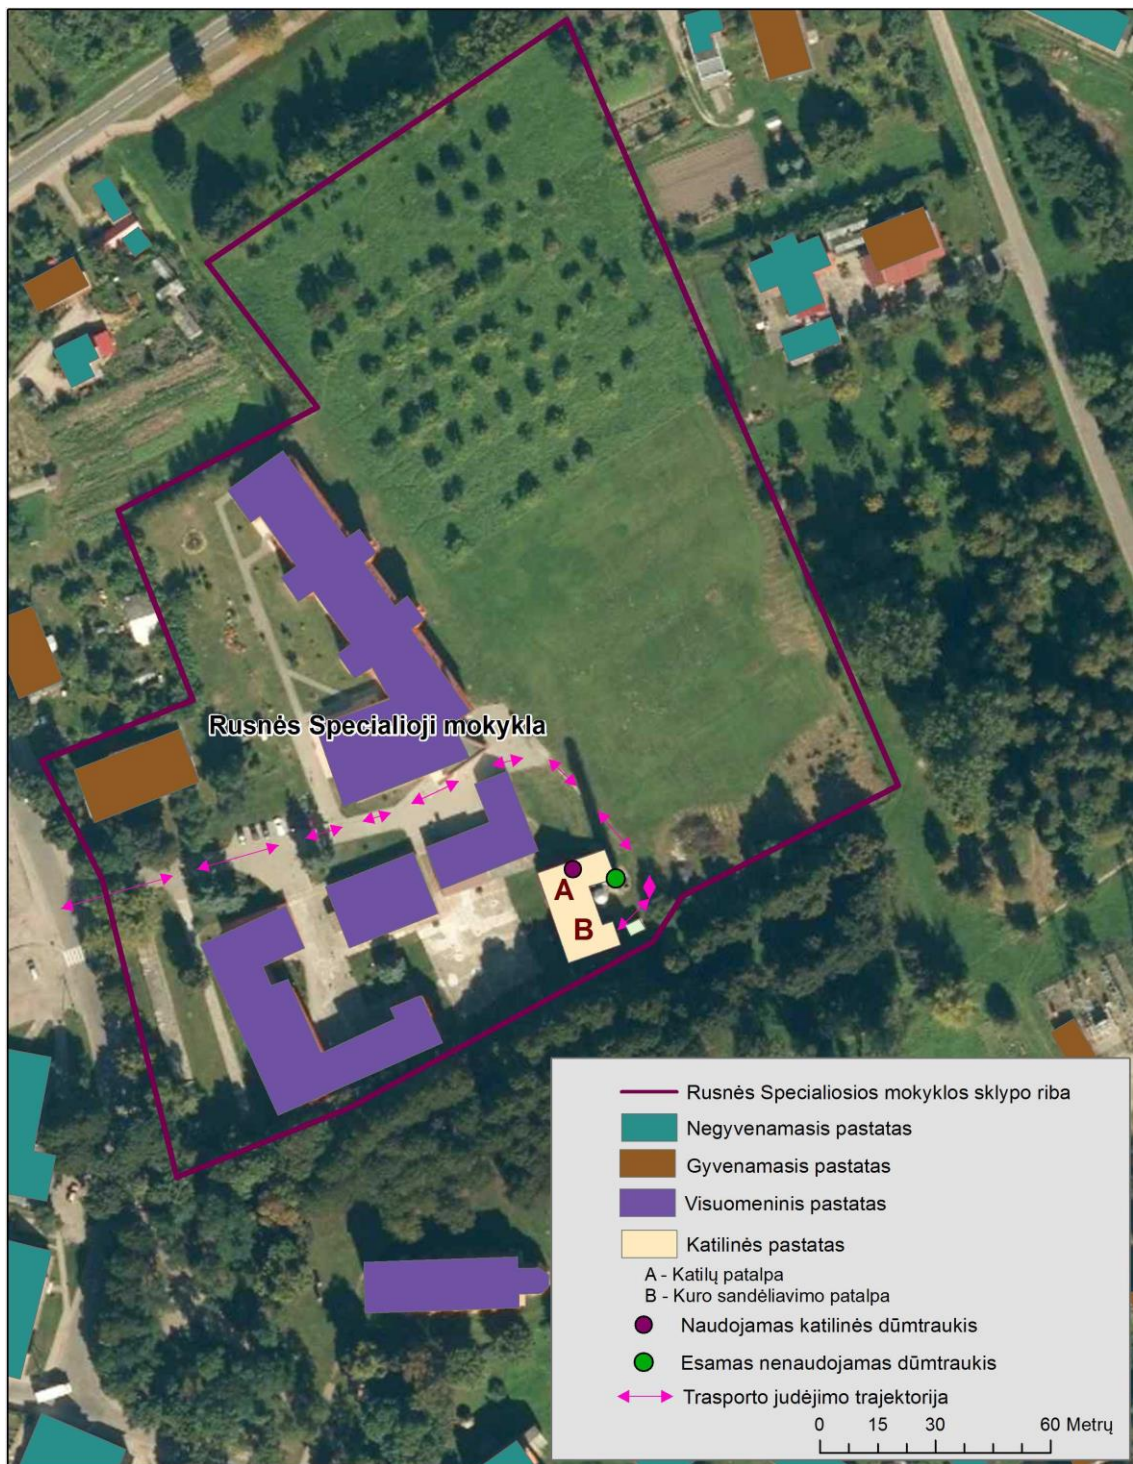 Rusnės Specialioji mokykla
A
B
Rusnės Specialiosios mokyklos sklypo riba
Negyvenamasis pastatas
Gyvenamasis pastatas
Visuomeninis pastatas
Katilinės pastatas
A - Katilų patalpa
B - Kuro sandėliavimo patalpa
Naudojamas katilinės dūmtraukis
Esamas nenaudojamas dūmtraukis
Trasporto judėjimo trajektorija
0 15 30 60 Metrų